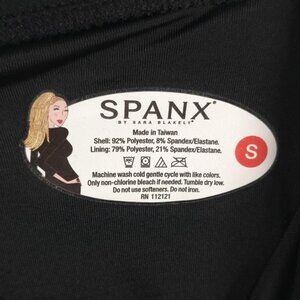 SPANX®
BY SARA BLAKELY
Made in Taiwan
Shell: 92% Polyester, 8% Spandex/Elastane.
Lining: 79% Polyester, 21% Spandex/Elastane.
S
Machine wash cold gentle cycle with like colors.
Only non-chlorine bleach if needed. Tumble dry low.
Do not use softeners. Do not iron.
RN 112121